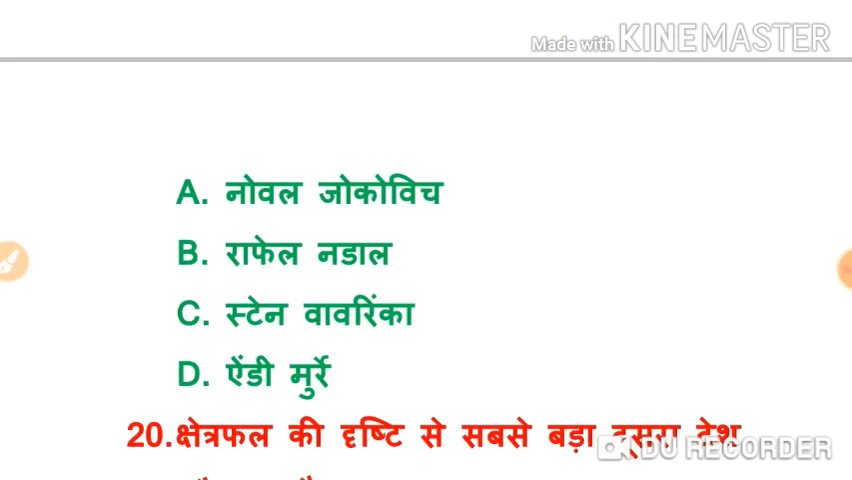 Made with KINEMASTER
A. नोवल जोकोविच
B. राफेल नडाल
C. स्टेन वावरिंका
D. ऐंडी मुर्रे
20.क्षेत्रफल की दृष्टि से सबसे बड़ा दूसरा देश
DU RECORDER